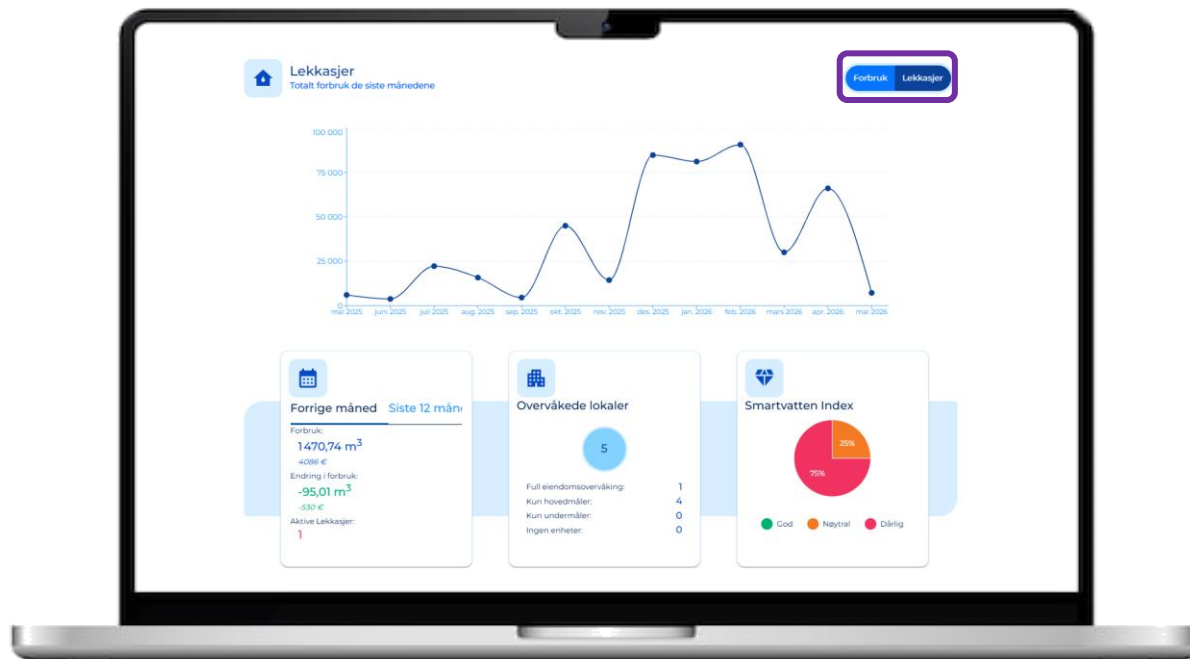 Lekkasjer
Totalt forbruk de siste månedene
Forbruk Lekkasjer
100 000
75 000
50 000
25 000
0
mai 2025 juni 2025 juli 2025 aug. 2025 sep. 2025 okt. 2025 nov. 2025 des. 2025 jan. 2026 feb. 2026 mars 2026 apr. 2026 mai 2026
Forrige måned Siste 12 mån
Forbruk:
1 470,74 m³
4086 €
Endring i forbruk:
-95,01 m³
-530 €
Aktive Lekkasjer:
1
Overvåkede lokaler
5
Full eiendomsovervåking: 1
Kun hovedmåler: 4
Kun undermåler: 0
Ingen enheter: 0
Smartvatten Index
25%
75%
God Nøytral Dårlig